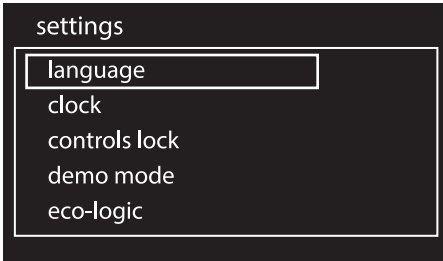 settings
language
clock
controls lock
demo mode
eco-logic